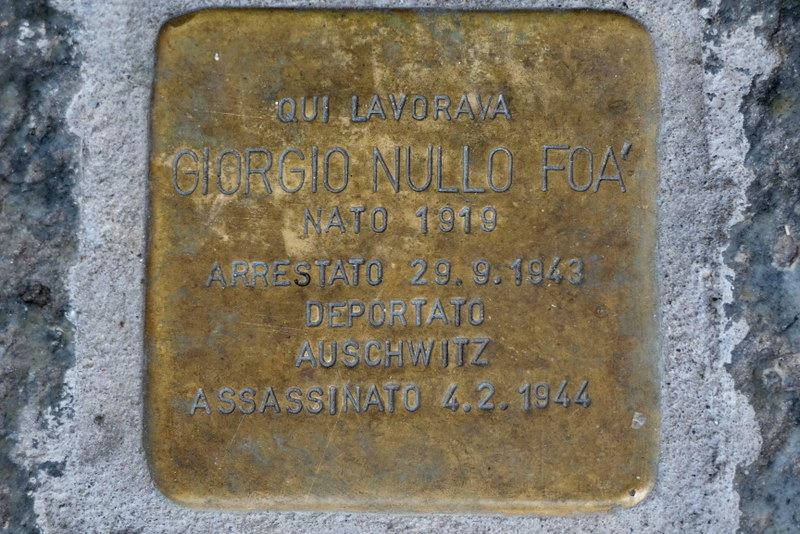 QUI LAVORAVA
GIORGIO NULLO FOA'
NATO 1919
ARRESTATO 29.9.1943
DEPORTATO
AUSCHWITZ
ASSASSINATO 4.2.1944